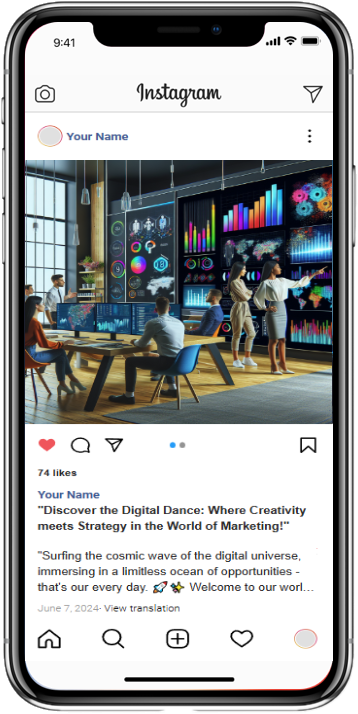 9:41
Instagram
Your Name
74 likes
Your Name
"Discover the Digital Dance: Where Creativity
meets Strategy in the World of Marketing!"
"Surfing the cosmic wave of the digital universe,
immersing in a limitless ocean of opportunities -
that's our every day. 🚀 🛰️ Welcome to our worl...
June 7, 2024· View translation